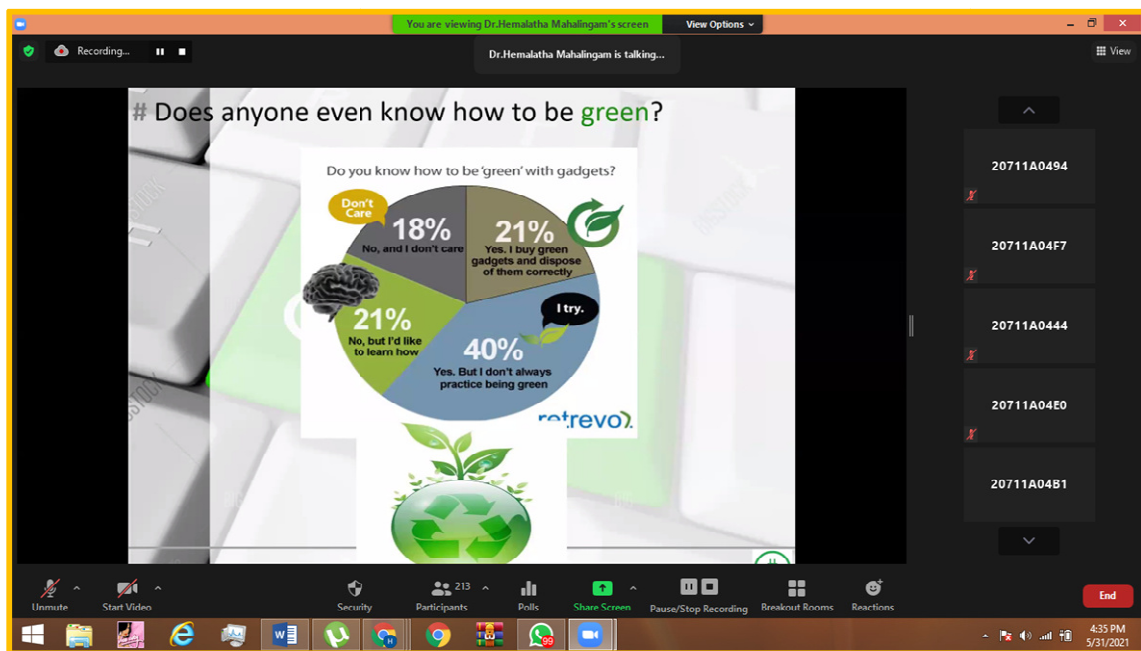 You are viewing Dr.Hemalatha Mahalingam's screen View Options
Recording...
Dr.Hemalatha Mahalingam is talking...
View
# Does anyone even know how to be green?
Do you know how to be 'green' with gadgets?
Don't
Care
18%
No, and I don't care
21%
Yes. I buy green
gadgets and dispose
of them correctly
I try.
21%
No, but I'd like
to learn how
40%
Yes. But I don't always
practice being green
retrevo
20711A0494
20711A04F7
20711A0444
20711A04E0
20711A04B1
Unmute
Start Video
Security
213
Participants
Polls
Share Screen
Pause/Stop Recording
Breakout Rooms
Reactions
End
99
4:35 PM
5/31/2021